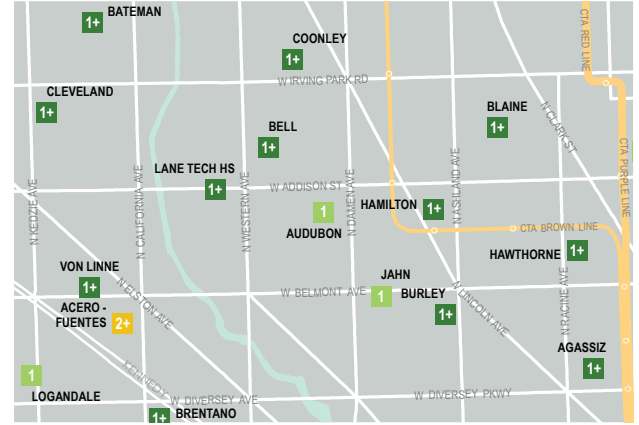 BATEMAN
1+
COONLEY
1+
CTA RED LINE
W IRVING PARK RD
CLEVELAND
1+
BELL
1+
BLAINE
1+
N CLARK ST
LANE TECH HS
1+
W ADDISON ST
N KEDZIE AVE
N CALIFORNIA AVE
N WESTERN AVE
N DAMEN AVE
N ASHLAND AVE
CTA PURPLE LINE
1
AUDUBON
HAMILTON
1+
CTA BROWN LINE
HAWTHORNE
1+
VON LINNE
1+
N ELSTON AVE
W BELMONT AVE
JAHN
1
BURLEY
1+
N LINCOLN AVE
N RACINE AVE
ACERO -
FUENTES
2+
AGASSIZ
1+
1
LOGANDALE
KENNEDY
W DIVERSEY AVE
W DIVERSEY PKWY
1+
BRENTANO